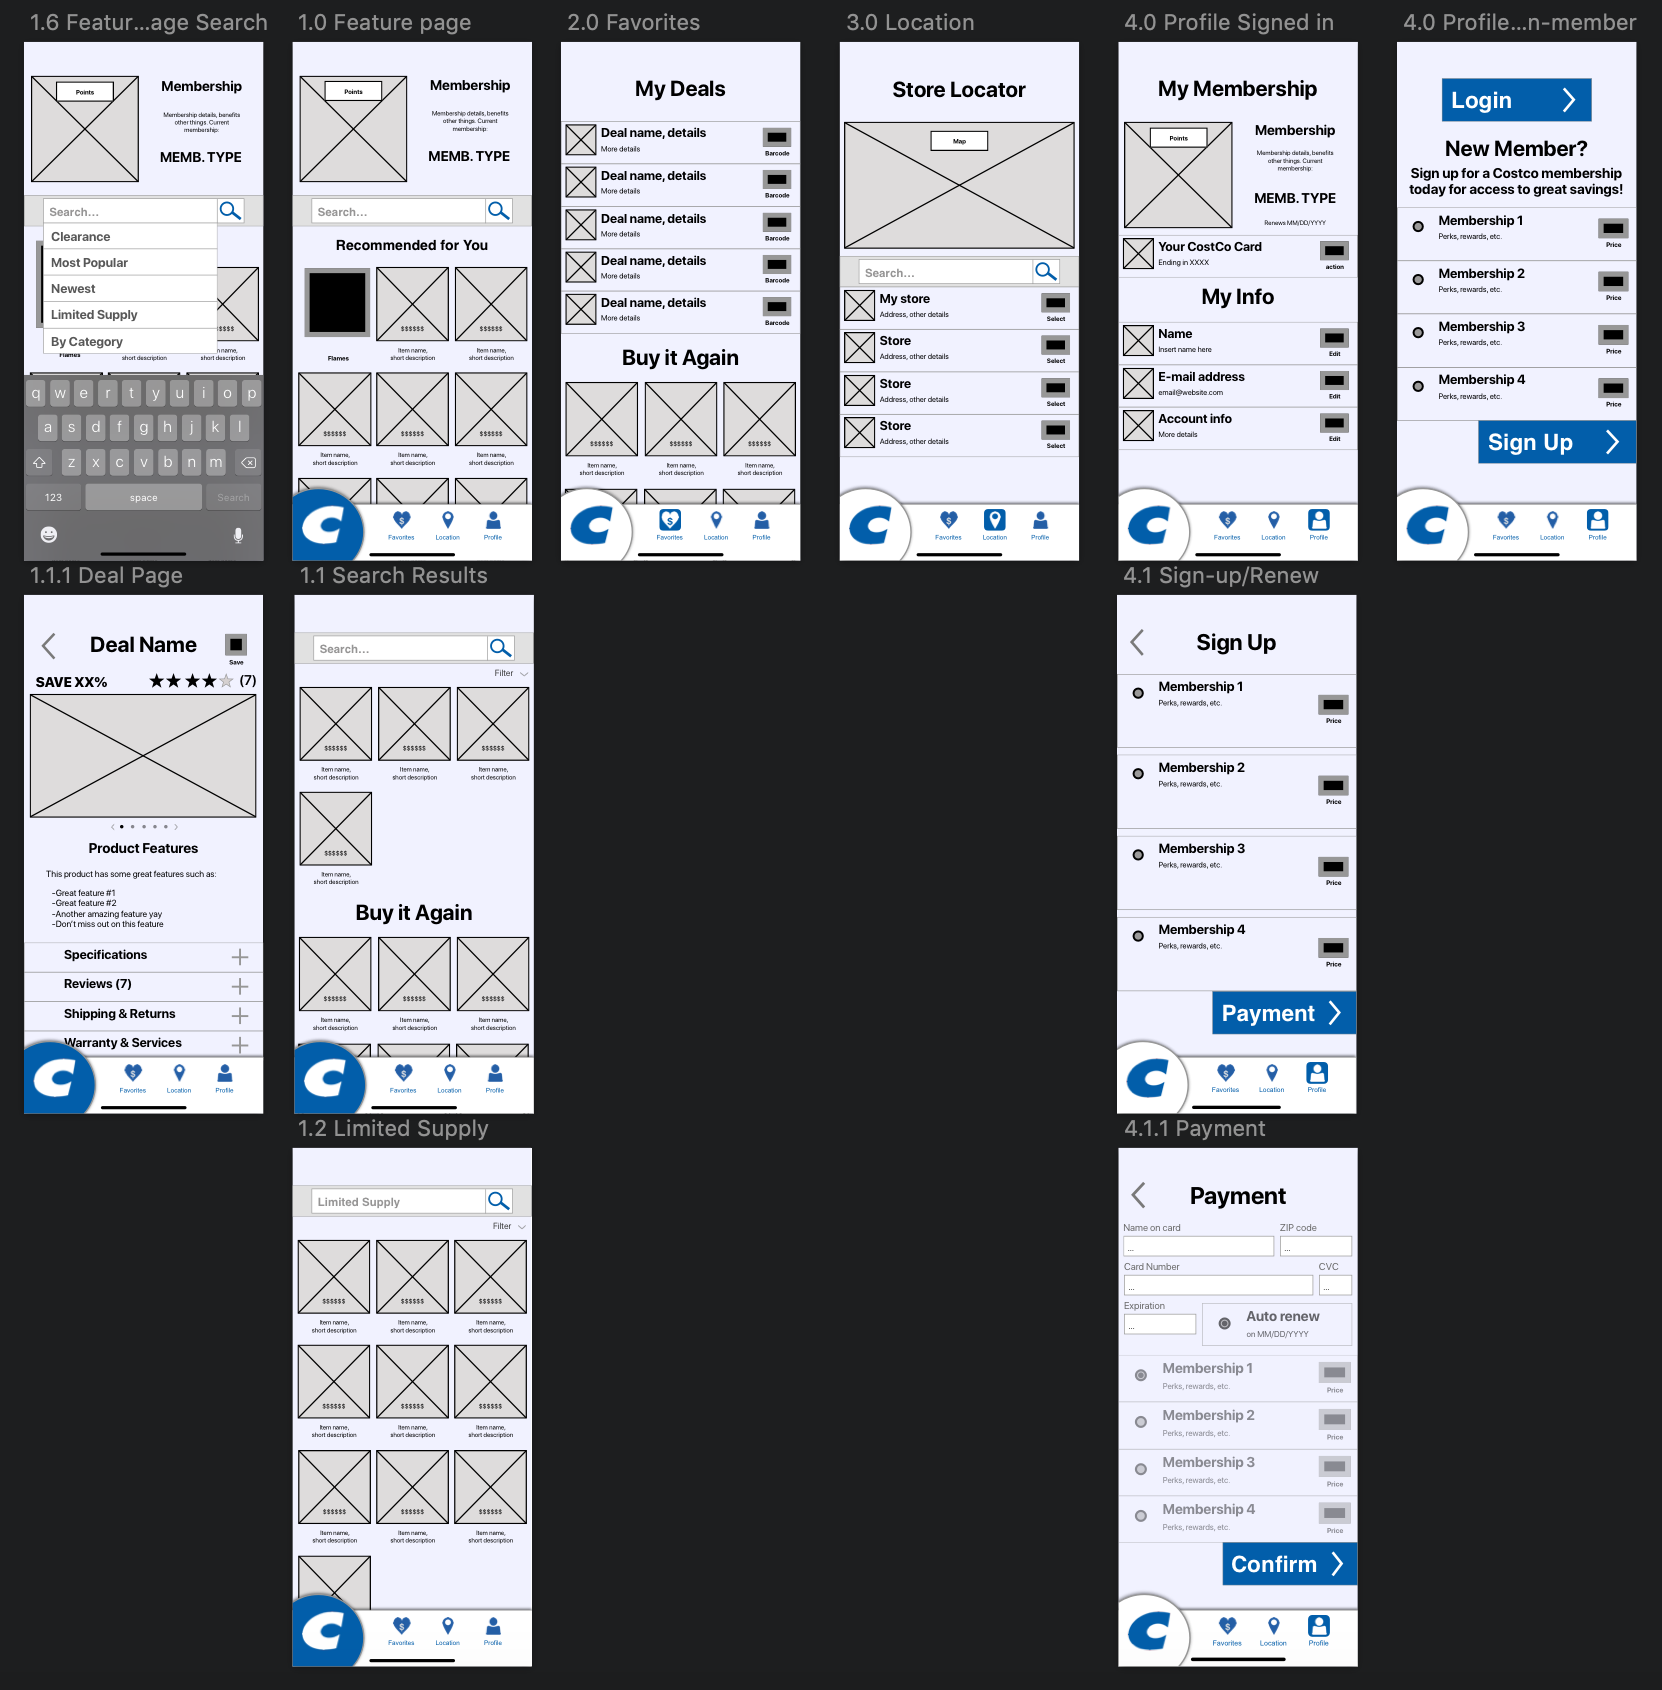 1.6 Featur...age Search
Points
Membership
Membership details, benefits
other things. Current
membership:
MEMB. TYPE
Search...
Clearance
Most Popular
Newest
Limited Supply
By Category
$$$$
Flames
short description
name,
short description
q w e r t y u i o p
a s d f g h j k l
z x c v b n m
123
space
Search
1.0 Feature page
Points
Membership
Membership details, benefits
other things. Current
membership:
MEMB. TYPE
Search...
Recommended for You
$$$$$$
$$$$$$
Flames
Item name,
short description
Item name,
short description
$$$$$$
$$$$$$
$$$$$$
Item name,
short description
Item name,
short description
Item name,
short description
C
Favorites
Location
Profile
2.0 Favorites
My Deals
Deal name, details
More details
Barcode
Deal name, details
More details
Barcode
Deal name, details
More details
Barcode
Deal name, details
More details
Barcode
Deal name, details
More details
Barcode
Buy it Again
$$$$$$
$$$$$$
$$$$$$
Item name,
short description
Item name,
short description
Item name,
short description
C
$
Favorites
Location
Profile
3.0 Location
Store Locator
Map
Search...
My store
Address, other details
Select
Store
Address, other details
Select
Store
Address, other details
Select
Store
Address, other details
Select
C
$
Favorites
Location
Profile
4.0 Profile Signed in
My Membership
Points
Membership
Membership details, benefits
other things. Current
membership:
MEMB. TYPE
Renews MM/DD/YYYY
Your CostCo Card
Ending in XXXX
action
My Info
Name
Insert name here
Edit
E-mail address
email@website.com
Edit
Account info
More details
Edit
C
$
Favorites
Location
Profile
4.0 Profile...n-member
Login
New Member?
Sign up for a Costco membership
today for access to great savings!
Membership 1
Perks, rewards, etc.
Price
Membership 2
Perks, rewards, etc.
Price
Membership 3
Perks, rewards, etc.
Price
Membership 4
Perks, rewards, etc.
Price
Sign Up
C
$
Favorites
Location
Profile
1.1.1 Deal Page
Deal Name
Save
SAVE XX%
(7)
Product Features
This product has some great features such as:
-Great feature #1
-Great feature #2
-Another amazing feature yay
-Don't miss out on this feature
Specifications
Reviews (7)
Shipping & Returns
Warranty & Services
C
$
Favorites
Location
Profile
1.1 Search Results
Search...
Filter
$$$$$$
$$$$$$
$$$$$$
Item name,
short description
Item name,
short description
Item name,
short description
$$$$$$
Item name,
short description
Buy it Again
$$$$$$
$$$$$$
$$$$$$
Item name,
short description
Item name,
short description
Item name,
short description
C
$
Favorites
Location
Profile
4.1 Sign-up/Renew
Sign Up
Membership 1
Perks, rewards, etc.
Price
Membership 2
Perks, rewards, etc.
Price
Membership 3
Perks, rewards, etc.
Price
Membership 4
Perks, rewards, etc.
Price
Payment
C
$
Favorites
Location
Profile
1.2 Limited Supply
Limited Supply
Filter
$$$$$$
$$$$$$
$$$$$$
Item name,
short description
Item name,
short description
Item name,
short description
$$$$$$
$$$$$$
$$$$$$
Item name,
short description
Item name,
short description
Item name,
short description
$$$$$$
$$$$$$
$$$$$$
Item name,
short description
Item name,
short description
Item name,
short description
C
$
Favorites
Location
Profile
4.1.1 Payment
Payment
Name on card
ZIP code
...
...
Card Number
CVC
...
...
Expiration
...
Auto renew
on MM/DD/YYYY
Membership 1
Perks, rewards, etc.
Price
Membership 2
Perks, rewards, etc.
Price
Membership 3
Perks, rewards, etc.
Price
Membership 4
Perks, rewards, etc.
Price
Confirm
C
$
Favorites
Location
Profile